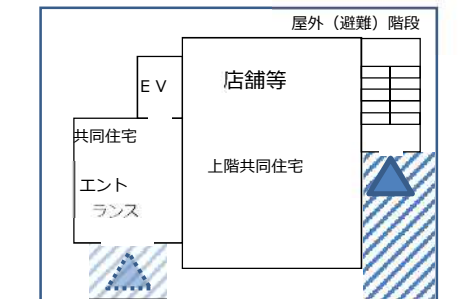 屋外（避難）階段
ＥＶ
店舗等
共同住宅
上階共同住宅
エント
ランス